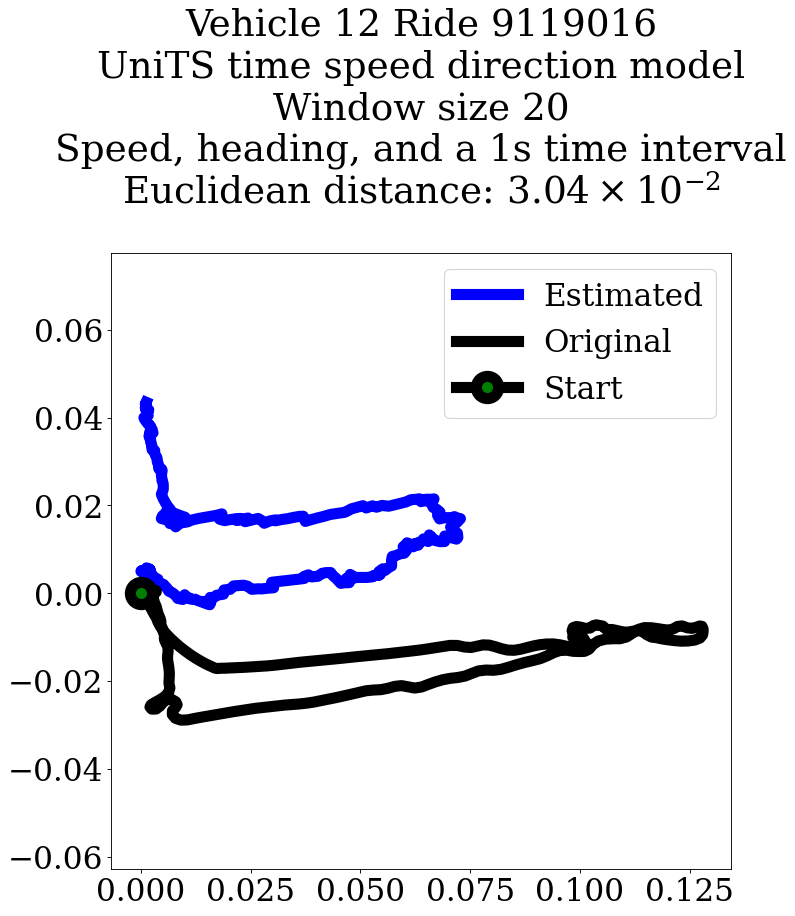 Vehicle 12 Ride 9119016
UniTS time speed direction model
Window size 20
Speed, heading, and a 1s time interval
Euclidean distance: 3.04 × 10⁻²
Estimated
Original
Start
0.06
0.04
0.02
0.00
−0.02
−0.04
−0.06
0.000 0.025 0.050 0.075 0.100 0.125